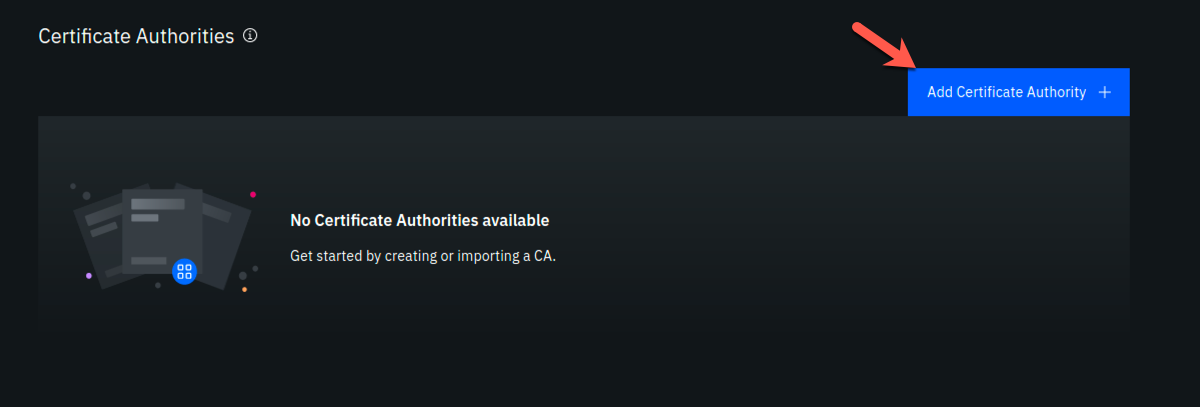 Certificate Authorities
Add Certificate Authority
No Certificate Authorities available
Get started by creating or importing a CA.